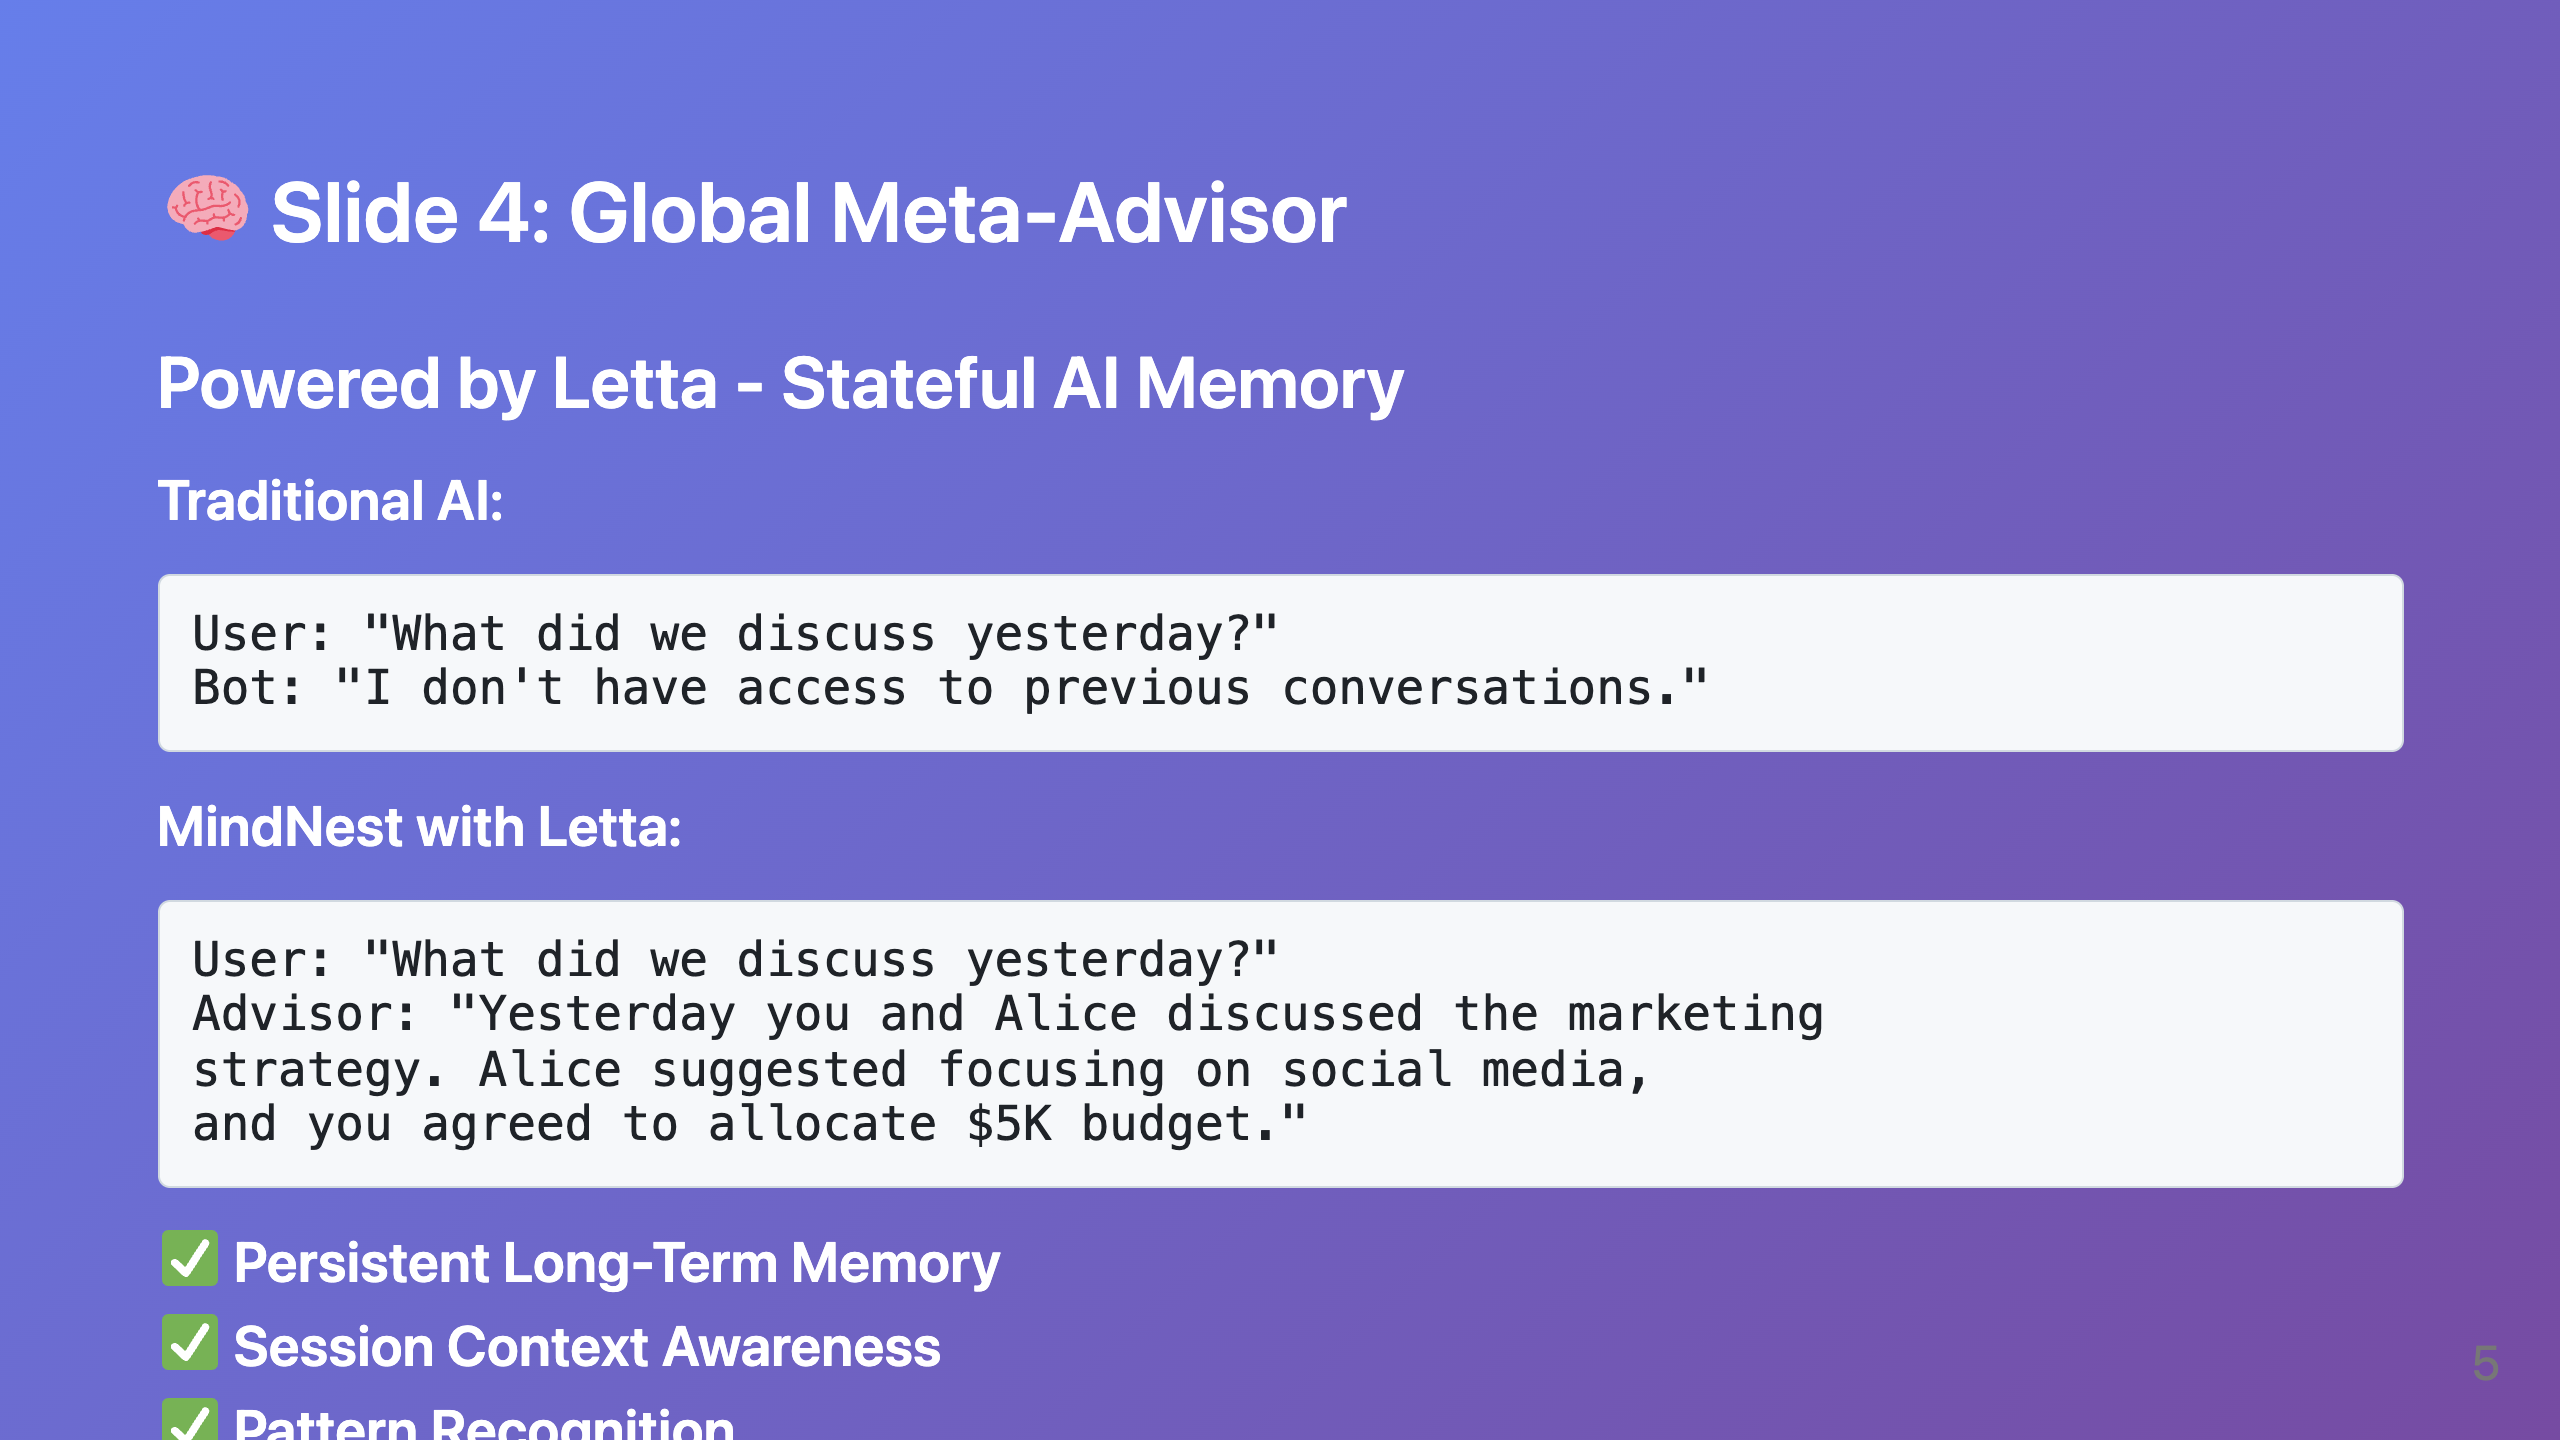 🧠 Slide 4: Global Meta-Advisor
Powered by Letta - Stateful AI Memory
Traditional AI:
User: "What did we discuss yesterday?"
Bot: "I don't have access to previous conversations."
MindNest with Letta:
User: "What did we discuss yesterday?"
Advisor: "Yesterday you and Alice discussed the marketing
strategy. Alice suggested focusing on social media,
and you agreed to allocate $5K budget."
✅ Persistent Long-Term Memory
✅ Session Context Awareness
✅ Pattern Recognition
5